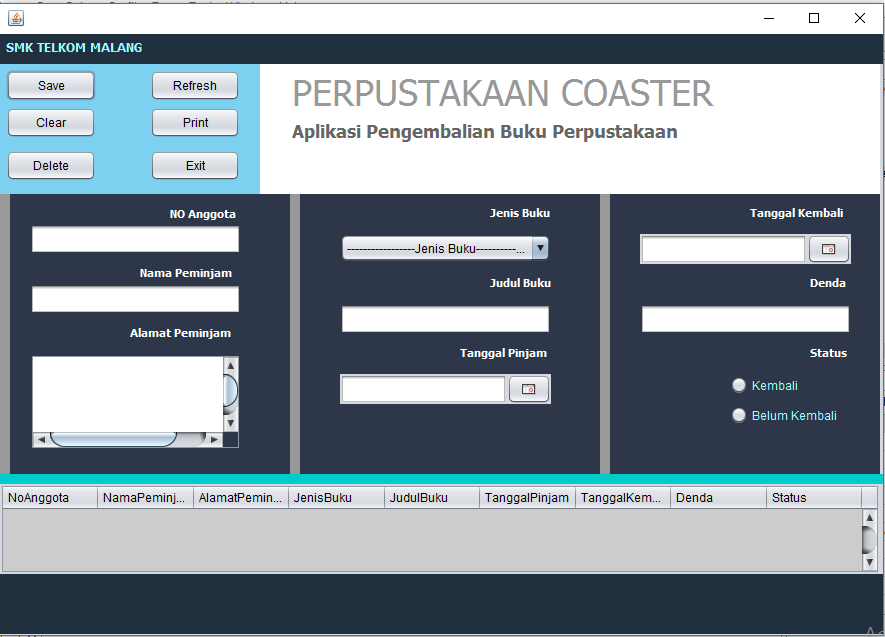 SMK TELKOM MALANG
Save
Refresh
Clear
Print
Delete
Exit
PERPUSTAKAAN COASTER
Aplikasi Pengembalian Buku Perpustakaan
NO Anggota
Nama Peminjam
Alamat Peminjam
Jenis Buku
-----------------Jenis Buku----------...
Judul Buku
Tanggal Pinjam
Tanggal Kembali
Denda
Status
Kembali
Belum Kembali
NoAnggota NamaPeminj... AlamatPemin... JenisBuku JudulBuku TanggalPinjam TanggalKem... Denda Status